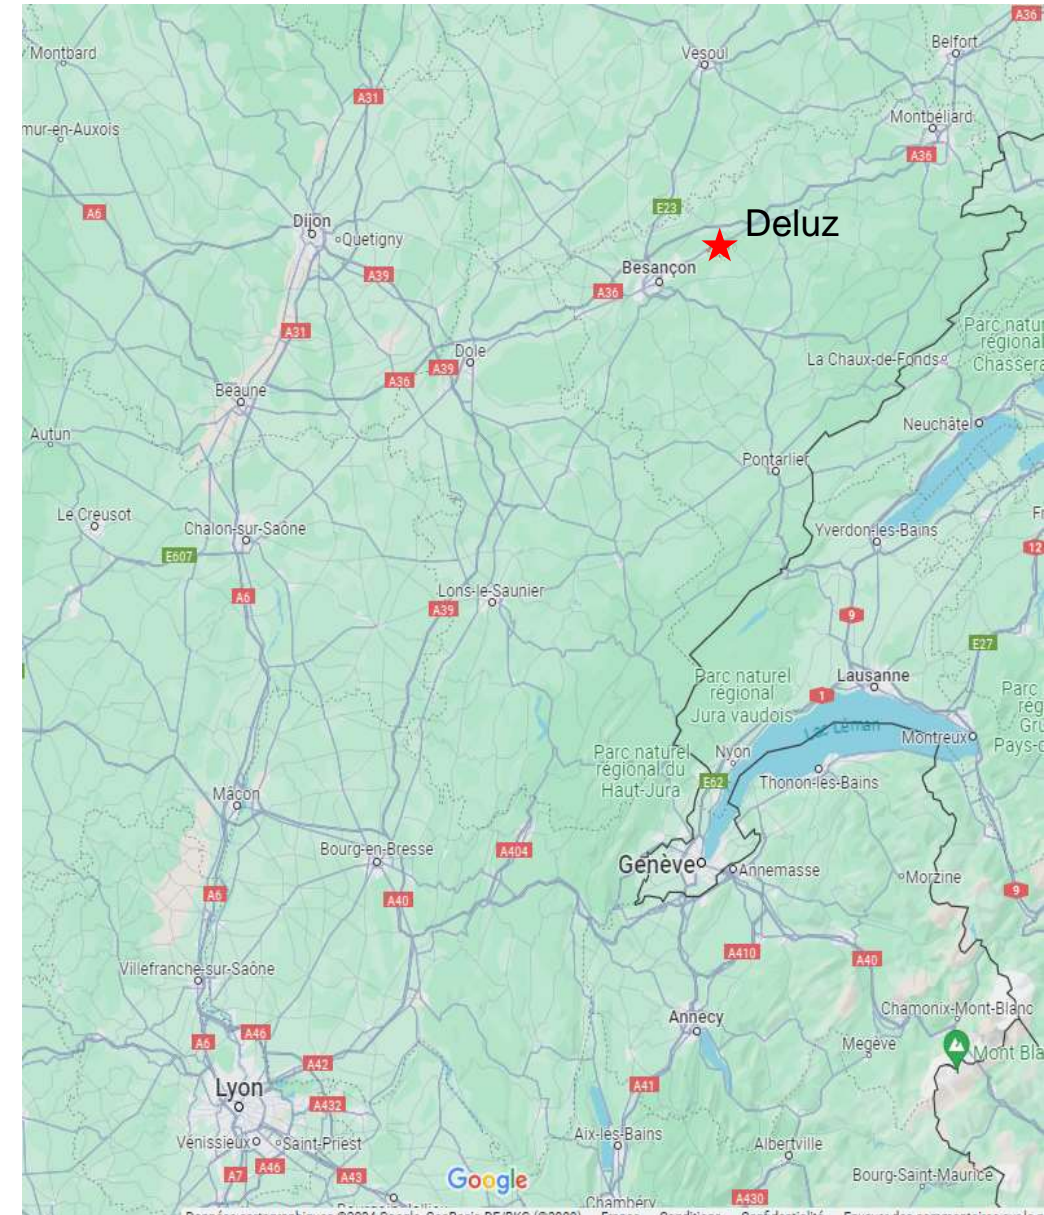 A36
Montbard
Vesoul
Belfort
A31
Montbéliard
mur-en-Auxois
A36
A6
E23
Dijon
Quetigny
Deluz
A39
Besançon
A36
A31
Parc natur
régional
Chassera
La Chaux-de-Fonds
Dole
A39
A36
Beaune
Neuchâtel
Autun
Pontarlier
Le Creusot
Chalon-sur-Saône
Yverdon-les-Bains
Fr
E607
12
A6
Lons-le-Saunier
A39
9
E27
Parc naturel
régional
Jura vaudois
Lausanne
1
Parc
rég
Gru
Pays-d
Lac Léman
Montreux
Parc naturel
régional du
Haut-Jura
Nyon
E62
Thonon-les-Bains
Mâcon
Bourg-en-Bresse
A404
Genève
Annemasse
Morzine
A6
A40
9
A410
A40
Villefranche-sur-Saône
Chamonix-Mont-Blanc
Annecy
A46
A6
Megève
Mont Bla
A42
A41
Lyon
A432
Vénissieux
Saint-Priest
Aix-les-Bains
Albertville
A46
A7
A43
Google
Bourg-Saint-Maurice
A430
Chambéry